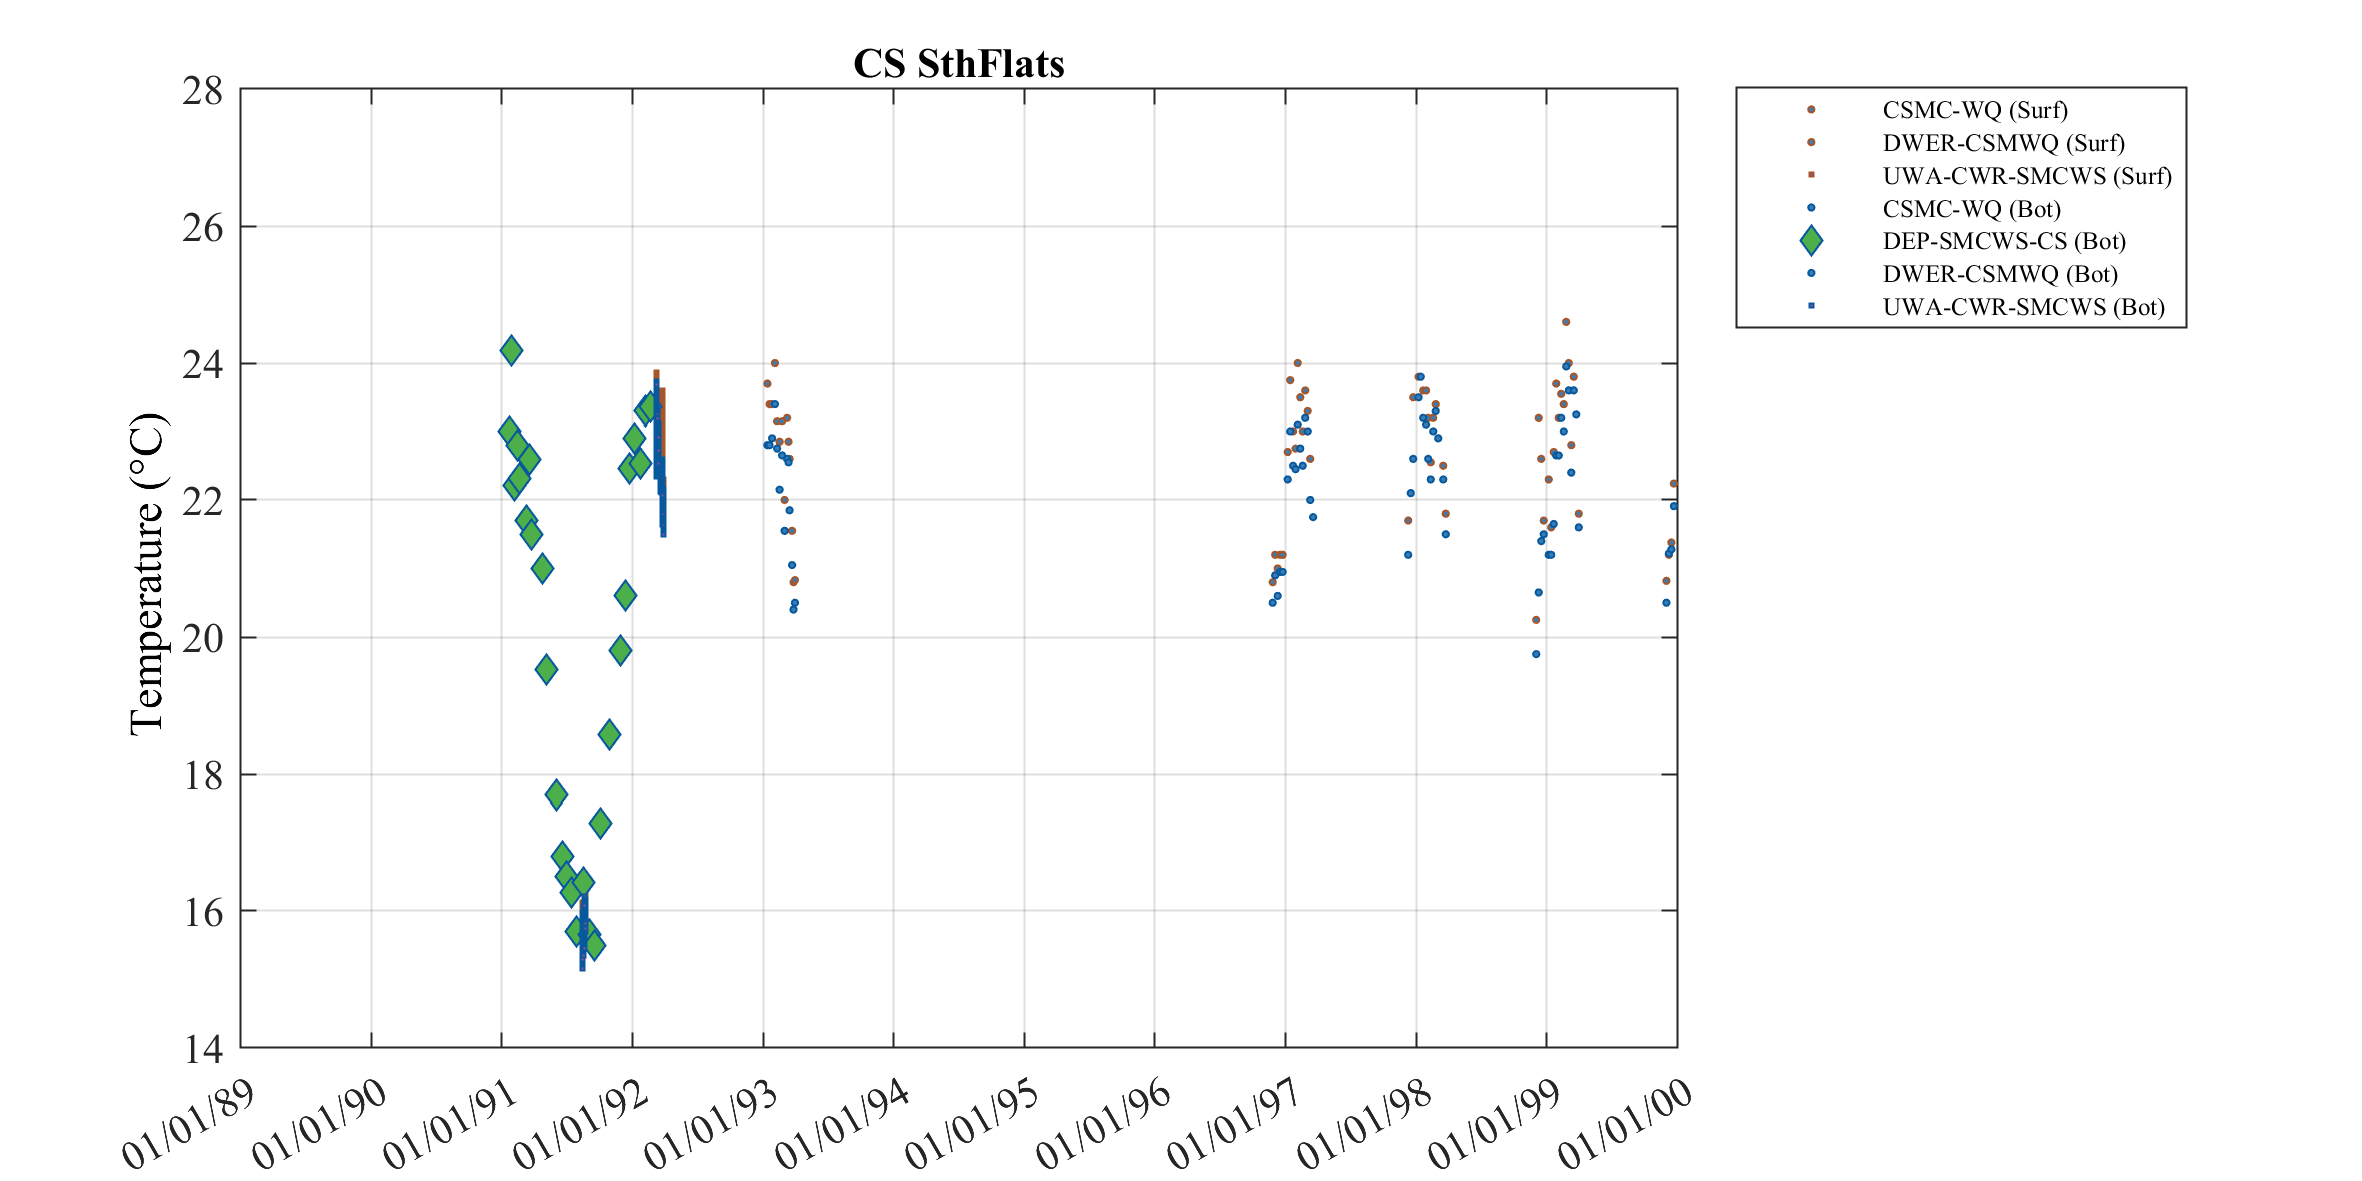 CS SthFlats
28
26
24
22
20
18
16
14
Temperature (°C)
01/01/89
01/01/90
01/01/91
01/01/92
01/01/93
01/01/94
01/01/95
01/01/96
01/01/97
01/01/98
01/01/99
01/01/00
CSMC-WQ (Surf)
DWER-CSMWQ (Surf)
UWA-CWR-SMCWS (Surf)
CSMC-WQ (Bot)
DEP-SMCWS-CS (Bot)
DWER-CSMWQ (Bot)
UWA-CWR-SMCWS (Bot)